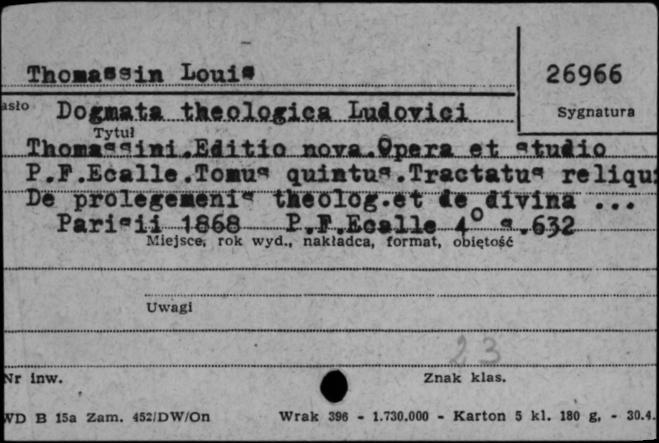 Thomassin Louis
26966
asło
Sygnatura
Dogmata theologica Ludovici
Tytuł
Thomassini.Editio nova.Opera et studio
P.F.Ecalle.Tomus quintus.Tractatus reliqui
De prolegemenis theolog.et de divina ...
Parisii 1868 P.F.Ecalle 4° s.632
Miejsce, rok wyd., nakładca, format, objętość
Uwagi
23
Nr inw.
Znak klas.
WD B 15a Zam. 452/DW/On
Wrak 396 - 1.730.000 - Karton 5 kl. 180 g, - 30.4.